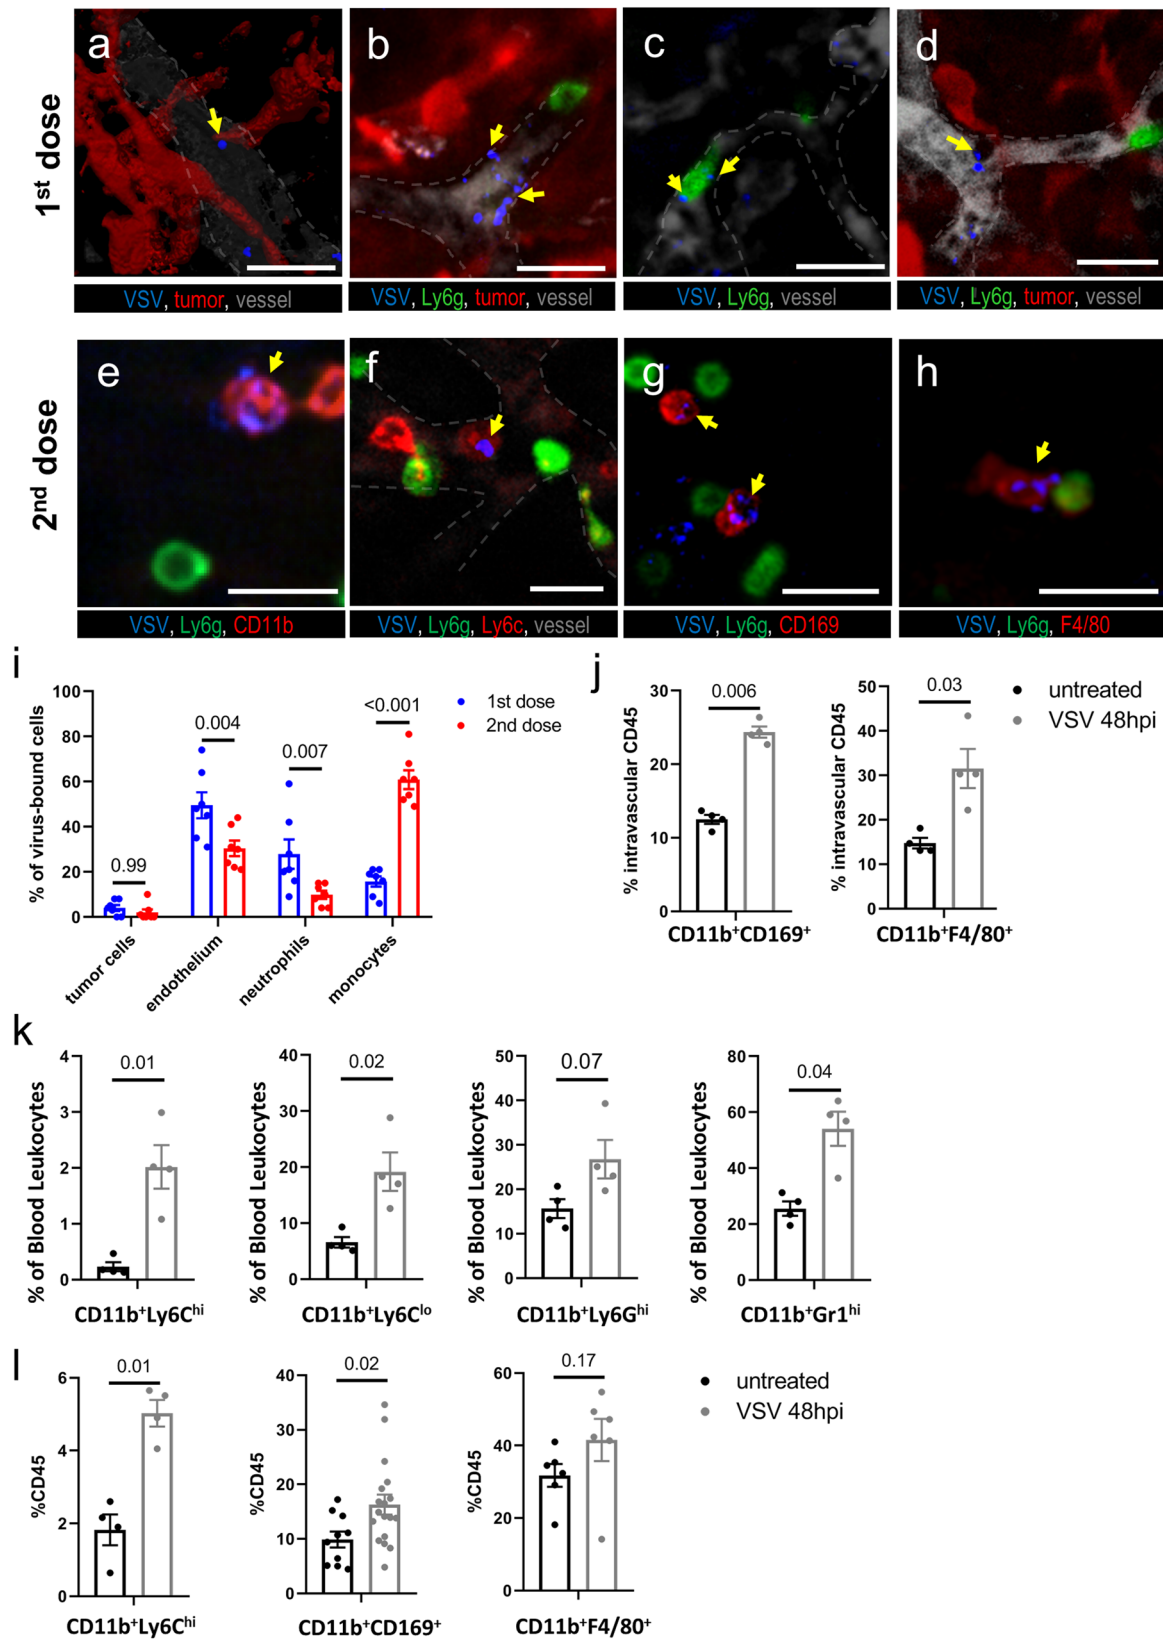 1st dose
a
b
c
d
VSV, tumor, vessel
VSV, Ly6g, tumor, vessel
VSV, Ly6g, vessel
VSV, Ly6g, tumor, vessel
2nd dose
e
f
g
h
VSV, Ly6g, CD11b
VSV, Ly6g, Ly6c, vessel
VSV, Ly6g, CD169
VSV, Ly6g, F4/80
i
% of virus-bound cells
100
80
60
40
20
0
0.99
0.004
0.007
<0.001
1st dose
2nd dose
tumor cells
endothelium
neutrophils
monocytes
j
% intravascular CD45
30
20
10
0
0.006
CD11b+CD169+
% intravascular CD45
50
40
30
20
10
0
0.03
CD11b+F4/80+
untreated
VSV 48hpi
k
% of Blood Leukocytes
4
3
2
1
0
0.01
CD11b+Ly6Chi
% of Blood Leukocytes
40
30
20
10
0
0.02
CD11b+Ly6Clo
% of Blood Leukocytes
50
40
30
20
10
0
0.07
CD11b+Ly6Ghi
% of Blood Leukocytes
80
60
40
20
0
0.04
CD11b+Gr1hi
l
%CD45
6
4
2
0
0.01
CD11b+Ly6Chi
%CD45
40
30
20
10
0
0.02
CD11b+CD169+
%CD45
60
40
20
0
0.17
CD11b+F4/80+
untreated
VSV 48hpi